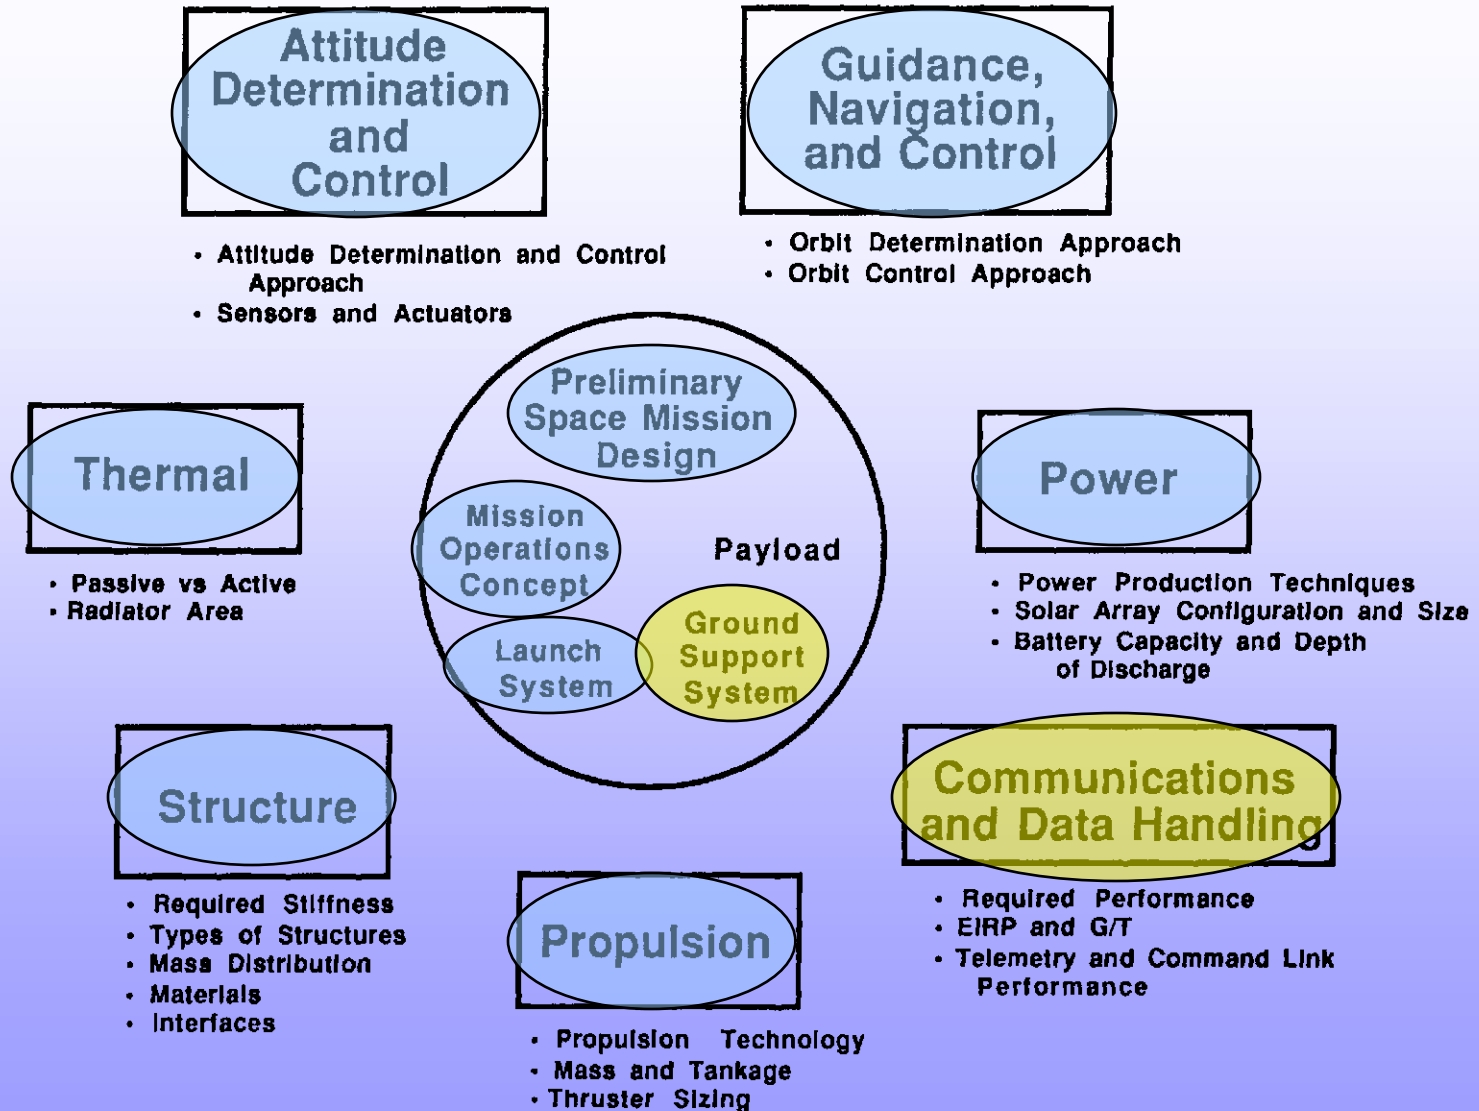 Attitude
Determination
and
Control
• Attitude Determination and Control
Approach
• Sensors and Actuators
Guidance,
Navigation,
and Control
• Orbit Determination Approach
• Orbit Control Approach
Preliminary
Space Mission
Design
Mission
Operations
Concept
Payload
Launch
System
Ground
Support
System
Thermal
• Passive vs Active
• Radiator Area
Power
• Power Production Techniques
• Solar Array Configuration and Size
• Battery Capacity and Depth
of Discharge
Structure
• Required Stiffness
• Types of Structures
• Mass Distribution
• Materials
• Interfaces
Propulsion
• Propulsion Technology
• Mass and Tankage
• Thruster Sizing
Communications
and Data Handling
• Required Performance
• EIRP and G/T
• Telemetry and Command Link
Performance